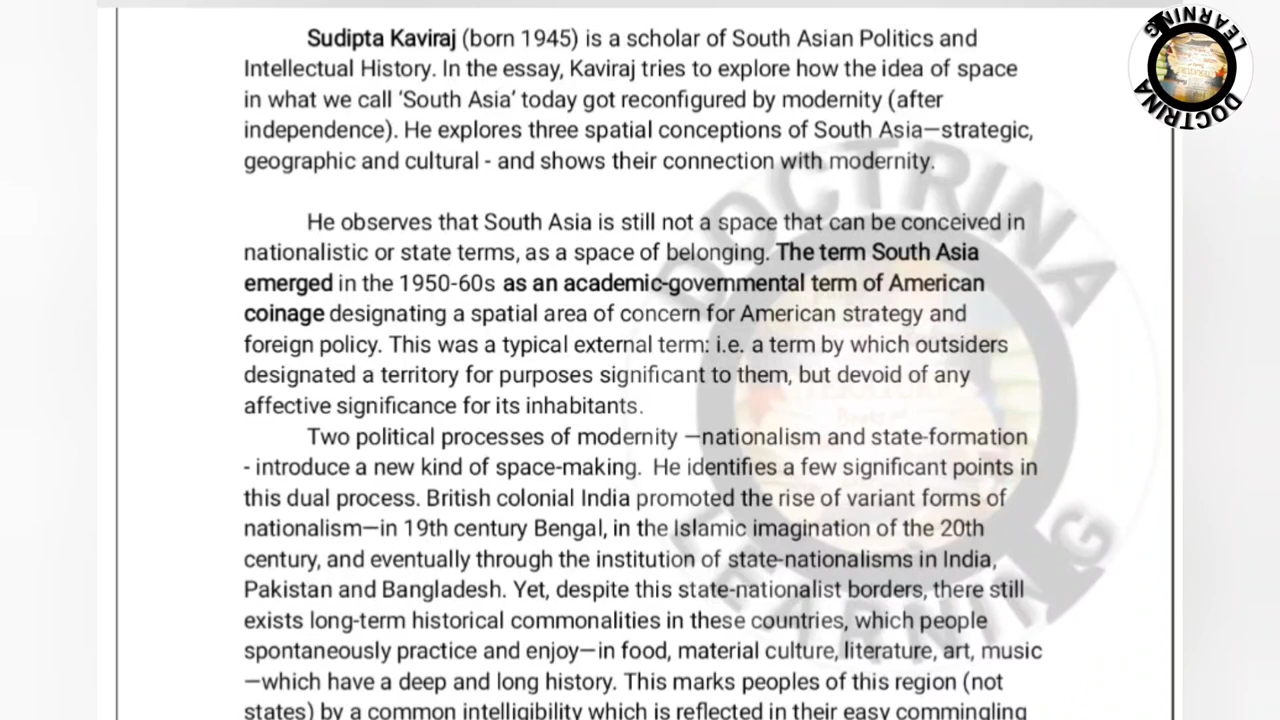 Sudipta Kaviraj (born 1945) is a scholar of South Asian Politics and
Intellectual History. In the essay, Kaviraj tries to explore how the idea of space
in what we call ‘South Asia’ today got reconfigured by modernity (after
independence). He explores three spatial conceptions of South Asia—strategic,
geographic and cultural - and shows their connection with modernity.
He observes that South Asia is still not a space that can be conceived in
nationalistic or state terms, as a space of belonging. The term South Asia
emerged in the 1950-60s as an academic-governmental term of American
coinage designating a spatial area of concern for American strategy and
foreign policy. This was a typical external term: i.e. a term by which outsiders
designated a territory for purposes significant to them, but devoid of any
affective significance for its inhabitants.
Two political processes of modernity —nationalism and state-formation
- introduce a new kind of space-making. He identifies a few significant points in
this dual process. British colonial India promoted the rise of variant forms of
nationalism—in 19th century Bengal, in the Islamic imagination of the 20th
century, and eventually through the institution of state-nationalisms in India,
Pakistan and Bangladesh. Yet, despite this state-nationalist borders, there still
exists long-term historical commonalities in these countries, which people
spontaneously practice and enjoy—in food, material culture, literature, art, music
—which have a deep and long history. This marks peoples of this region (not
states) by a common intelligibility which is reflected in their easy commingling
DOCTRINA
LEARNING
DOCTRINA
LEARNING